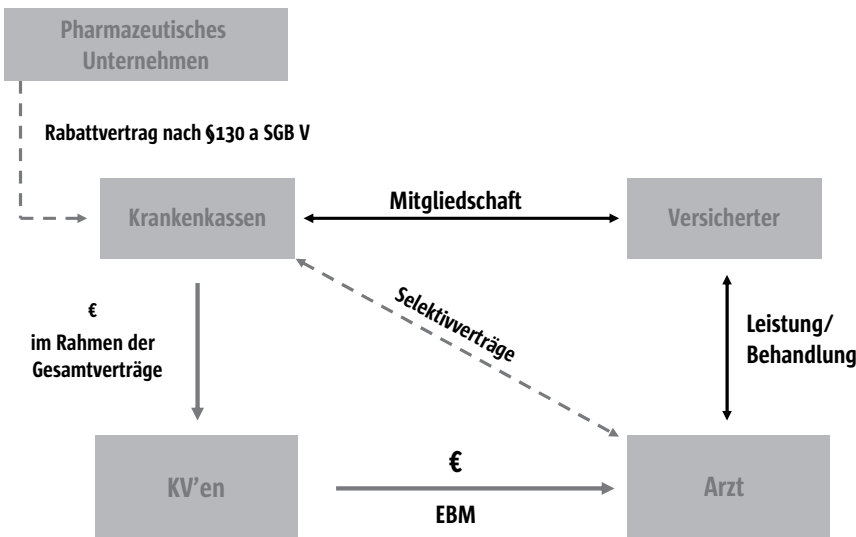 Pharmazeutisches
Unternehmen
Rabattvertrag nach §130 a SGB V
Krankenkassen
Mitgliedschaft
Versicherter
€
im Rahmen der
Gesamtverträge
Selektivverträge
Leistung/
Behandlung
KV'en
€
EBM
Arzt